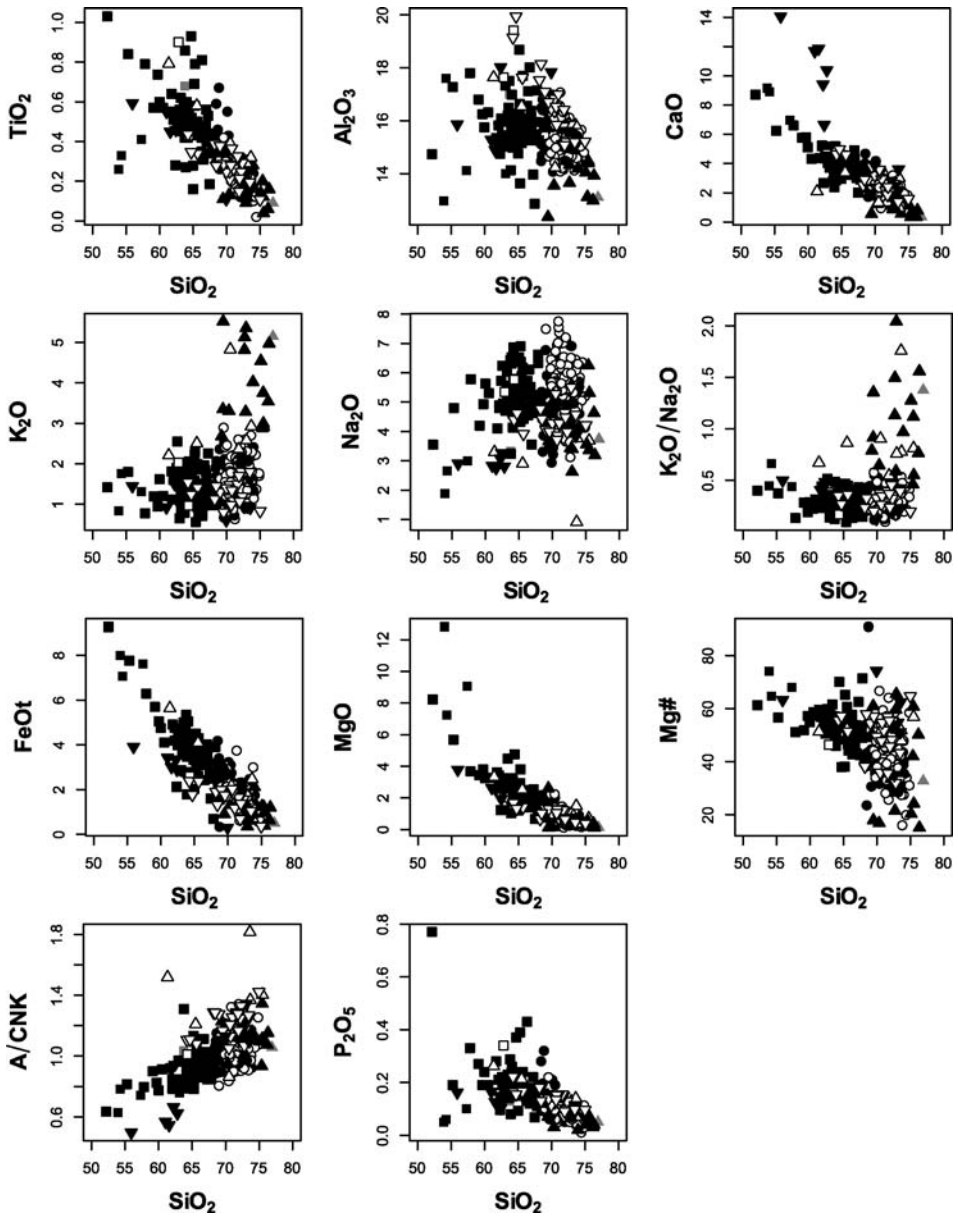 TiO2
0.0 0.2 0.4 0.6 0.8 1.0
50 55 60 65 70 75 80
SiO2
Al2O3
14 16 18 20
50 55 60 65 70 75 80
SiO2
CaO
0 2 4 6 8 10 12 14
50 55 60 65 70 75 80
SiO2
K2O
1 2 3 4 5
50 55 60 65 70 75 80
SiO2
Na2O
1 2 3 4 5 6 7 8
50 55 60 65 70 75 80
SiO2
K2O/Na2O
0.5 1.0 1.5 2.0
50 55 60 65 70 75 80
SiO2
FeOt
0 2 4 6 8
50 55 60 65 70 75 80
SiO2
MgO
0 2 4 6 8 10 12
50 55 60 65 70 75 80
SiO2
Mg#
20 40 60 80
50 55 60 65 70 75 80
SiO2
A/CNK
0.6 1.0 1.4 1.8
50 55 60 65 70 75 80
SiO2
P2O5
0.0 0.2 0.4 0.6 0.8
50 55 60 65 70 75 80
SiO2